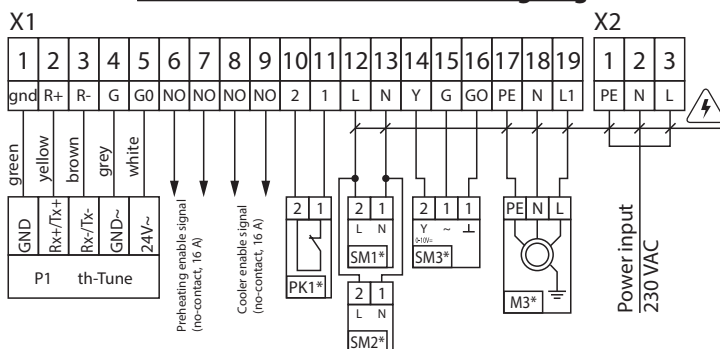 X1 X2
1 2 3 4 5 6 7 8 9 10 11 12 13 14 15 16 17 18 19 1 2 3
gnd R+ R- G G0 NO NO NO NO 2 1 L N Y G GO PE N L1 PE N L
green
yellow
brown
grey
white
GND
Rx+/Tx+
Rx-/Tx-
GND~
24V~
P1 th-Tune
Preheating enable signal
(no-contact, 16 A)
Cooler enable signal
(no-contact, 16 A)
2 1
PK1*
2 1
L N
SM1*
2 1
L N
SM2*
2 1 1
Y ~ ⊥
0-10V=
SM3*
PE N L
M3*
Power input
230 VAC